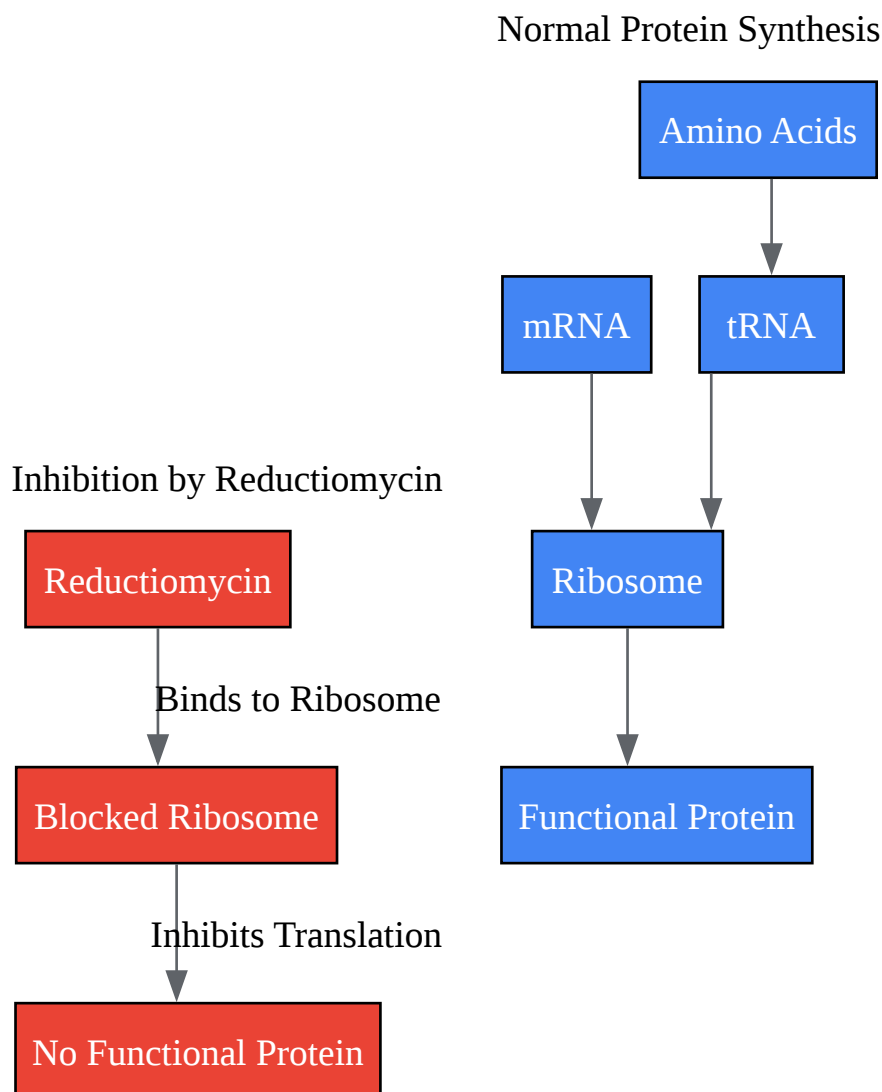 Normal Protein Synthesis
Amino Acids
mRNA
tRNA
Ribosome
Functional Protein
Inhibition by Reductiomycin
Reductiomycin
Binds to Ribosome
Blocked Ribosome
Inhibits Translation
No Functional Protein